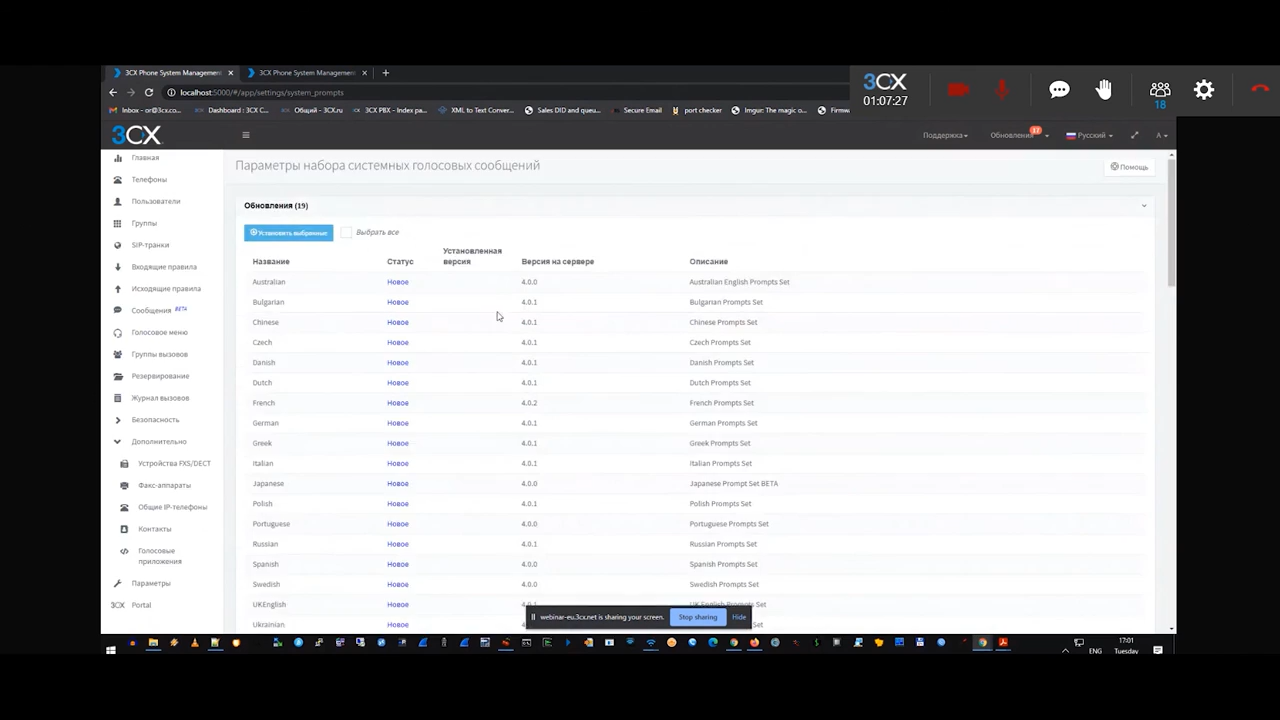 3CX Phone System Management
3CX Phone System Management
localhost:5000/#/app/settings/system_prompts
3CX
01:07:27
18
Inbox - or@3cx.co...
Dashboard : 3CX C...
Общий - 3CX.ru
3CX PBX - Index pa...
XML to Text Conver...
Sales DID and queu...
Secure Email
port checker
Imgur: The magic o...
Firmw
3CX
Поддержка
Обновления
Русский
A
Главная
Телефоны
Пользователи
Группы
SIP-транки
Входящие правила
Исходящие правила
Сообщения BETA
Голосовое меню
Группы вызовов
Резервирование
Журнал вызовов
Безопасность
Дополнительно
Устройства FXS/DECT
Факс-аппараты
Общие IP-телефоны
Контакты
Голосовые
приложения
Параметры
3CX Portal
Параметры набора системных голосовых сообщений
Помощь
Обновления (19)
Установить выбранные
Выбрать все
Название Статус Установленная версия Версия на сервере Описание
Australian Новое 4.0.0 Australian English Prompts Set
Bulgarian Новое 4.0.1 Bulgarian Prompts Set
Chinese Новое 4.0.1 Chinese Prompts Set
Czech Новое 4.0.1 Czech Prompts Set
Danish Новое 4.0.1 Danish Prompts Set
Dutch Новое 4.0.1 Dutch Prompts Set
French Новое 4.0.2 French Prompts Set
German Новое 4.0.1 German Prompts Set
Greek Новое 4.0.1 Greek Prompts Set
Italian Новое 4.0.1 Italian Prompts Set
Japanese Новое 4.0.0 Japanese Prompt Set BETA
Polish Новое 4.0.1 Polish Prompts Set
Portuguese Новое 4.0.0 Portuguese Prompts Set
Russian Новое 4.0.1 Russian Prompts Set
Spanish Новое 4.0.0 Spanish Prompts Set
Swedish Новое 4.0.0 Swedish Prompts Set
UKEnglish Новое UK English Prompts Set
Ukrainian Новое Set
webinar-eu.3cx.net is sharing your screen.
Stop sharing
Hide
17:01
ENG
Tuesday